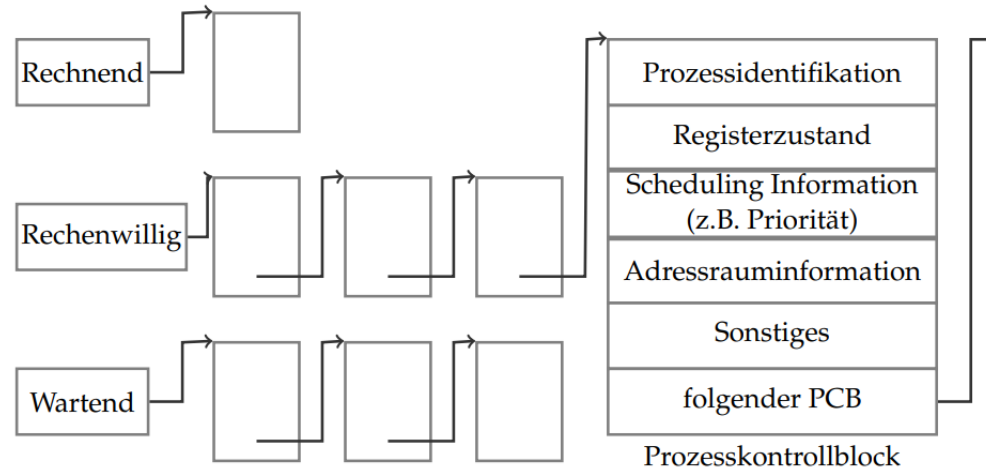 Rechnend
Rechenwillig
Wartend
Prozessidentifikation
Registerzustand
Scheduling Information
(z.B. Priorität)
Adressrauminformation
Sonstiges
folgender PCB
Prozesskontrollblock